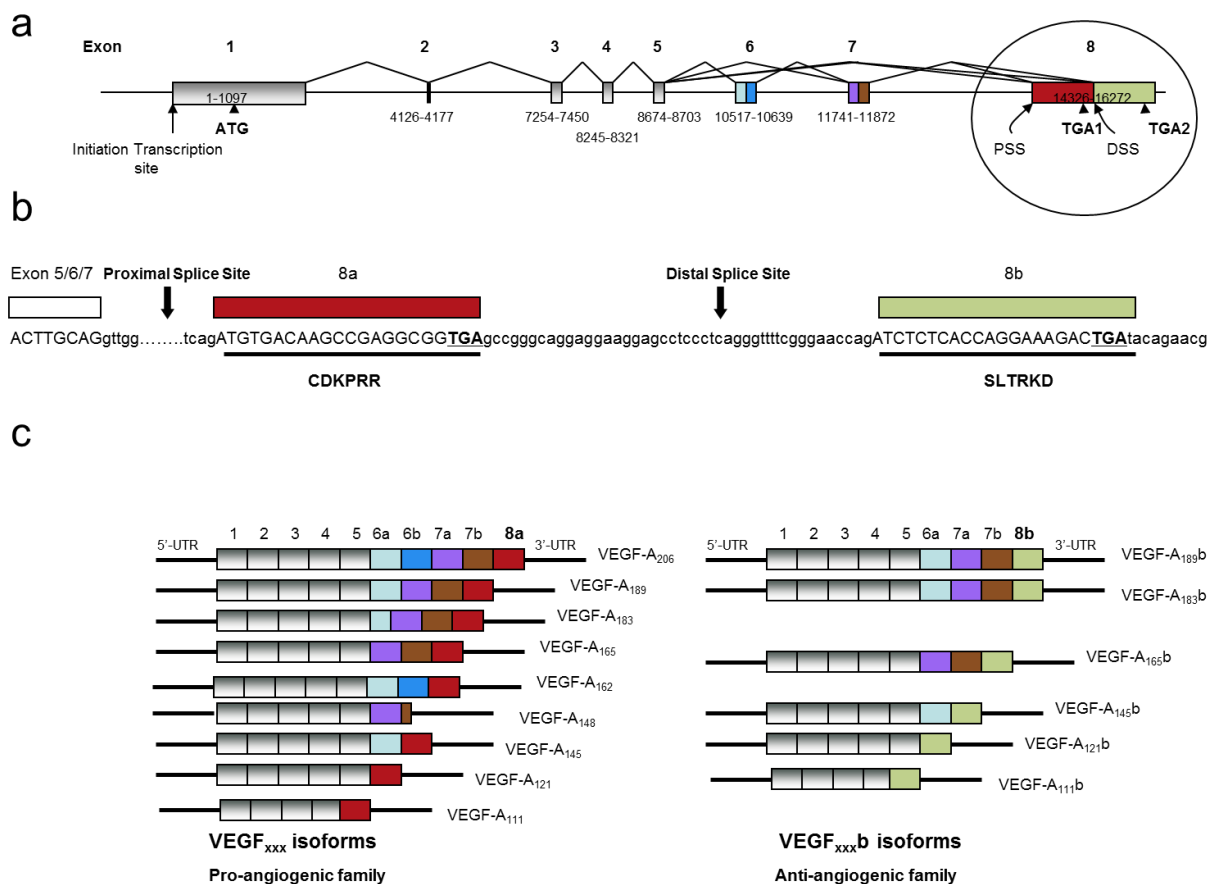 a
Exon 1 2 3 4 5 6 7 8
1-1097 14326-16272
4126-4177 7254-7450 8674-8703 10517-10639 11741-11872
8245-8321
ATG TGA1 TGA2
Initiation Transcription site
PSS DSS
b
Exon 5/6/7 Proximal Splice Site 8a Distal Splice Site 8b
ACTTGCAGgttgg……..tcagATGTGACAAGCCGAGGCGGTGAgccgggcaggaggaaggagcctccctcagggttttcgggaaccagATCTCTCACCAGGAAAGACTGAtacagaacg
CDKPRR SLTRKD
c
1 2 3 4 5 6a 6b 7a 7b 8a
5’-UTR 3’-UTR
VEGF-A206
VEGF-A189
VEGF-A183
VEGF-A165
VEGF-A162
VEGF-A148
VEGF-A145
VEGF-A121
VEGF-A111
VEGFxxx isoforms
Pro-angiogenic family
1 2 3 4 5 6a 7a 7b 8b
5’-UTR 3’-UTR
VEGF-A189b
VEGF-A183b
VEGF-A165b
VEGF-A145b
VEGF-A121b
VEGF-A111b
VEGFxxxb isoforms
Anti-angiogenic family